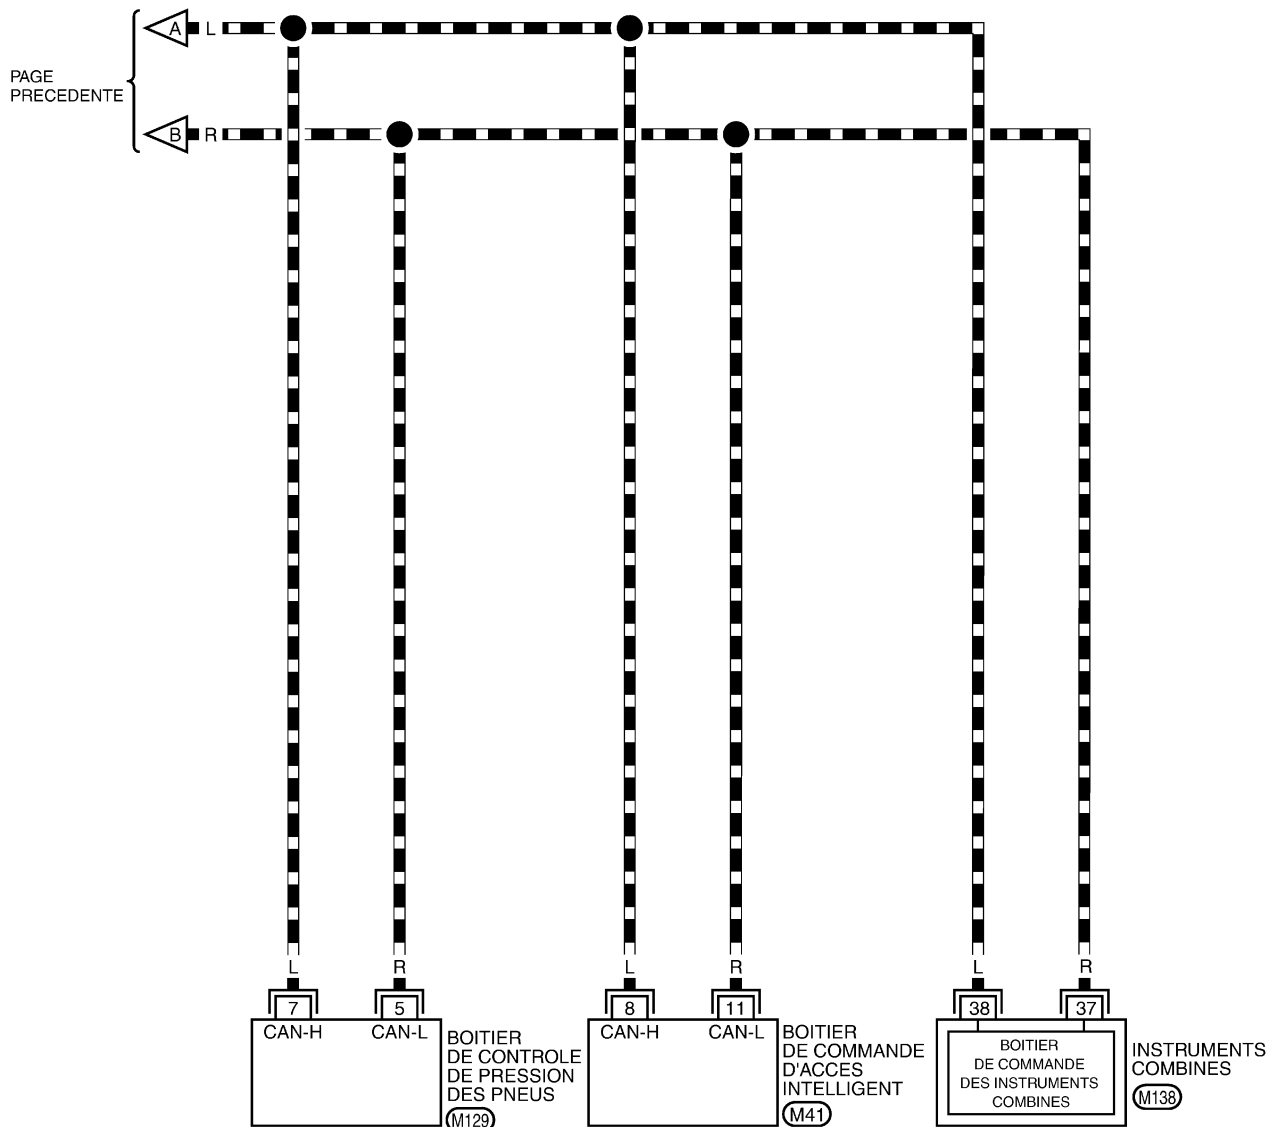 A L
PAGE
PRECEDENTE
B R
L R L R L R
7 5 8 11 38 37
CAN-H CAN-L
BOITIER
DE CONTROLE
DE PRESSION
DES PNEUS
M129
CAN-H CAN-L
BOITIER
DE COMMANDE
D'ACCES
INTELLIGENT
M41
BOITIER
DE COMMANDE
DES INSTRUMENTS
COMBINES
INSTRUMENTS
COMBINES
M138